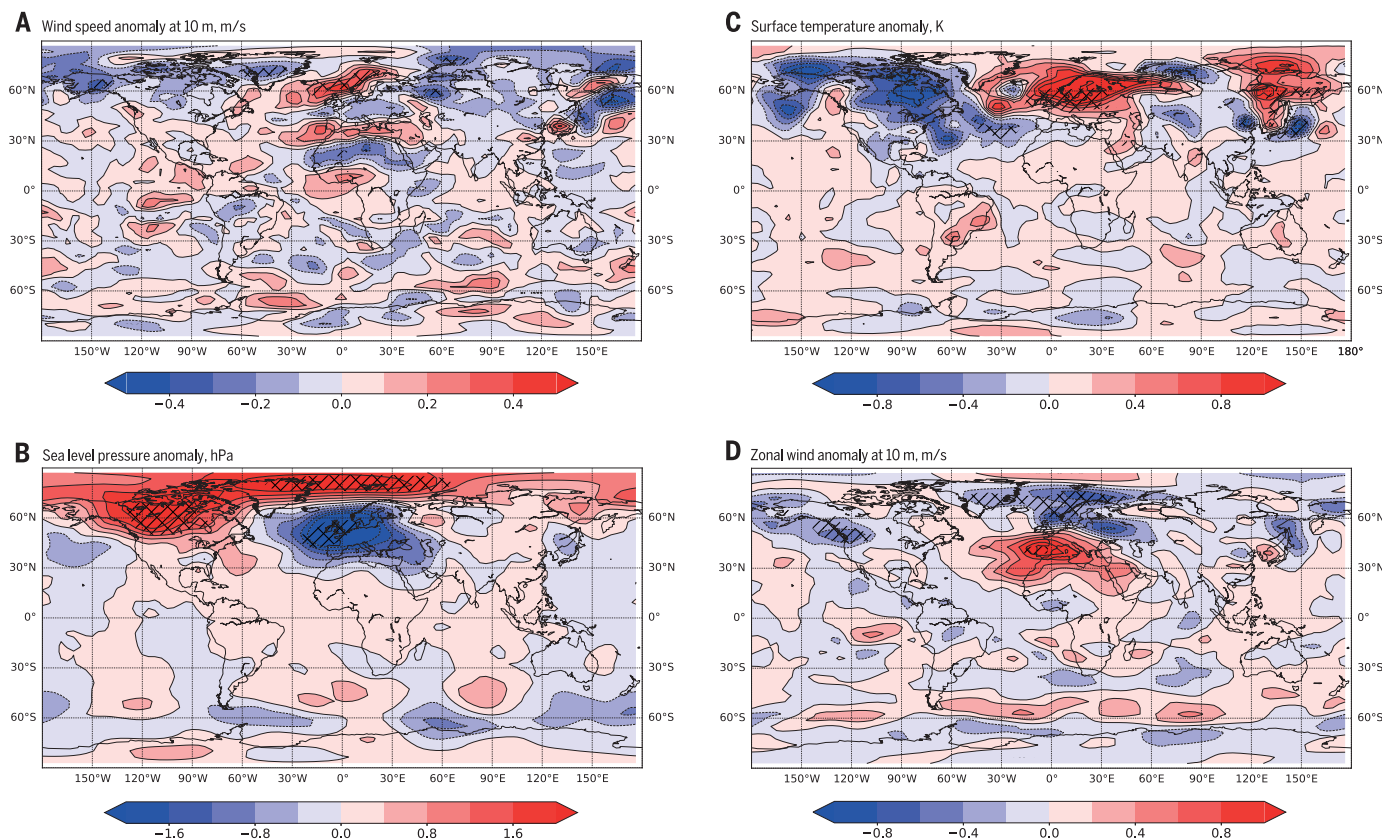 A Wind speed anomaly at 10 m, m/s
60°N
30°N
0°
30°S
60°S
150°W 120°W 90°W 60°W 30°W 0° 30°E 60°E 90°E 120°E 150°E
−0.4 −0.2 0.0 0.2 0.4
C Surface temperature anomaly, K
60°N
30°N
0°
30°S
60°S
150°W 120°W 90°W 60°W 30°W 0° 30°E 60°E 90°E 120°E 150°E 180°
−0.8 −0.4 0.0 0.4 0.8
B Sea level pressure anomaly, hPa
60°N
30°N
0°
30°S
60°S
150°W 120°W 90°W 60°W 30°W 0° 30°E 60°E 90°E 120°E 150°E
−1.6 −0.8 0.0 0.8 1.6
D Zonal wind anomaly at 10 m, m/s
60°N
30°N
0°
30°S
60°S
150°W 120°W 90°W 60°W 30°W 0° 30°E 60°E 90°E 120°E 150°E
−0.8 −0.4 0.0 0.4 0.8